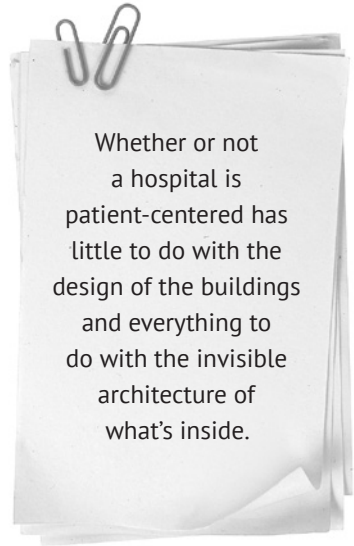 Whether or not
a hospital is
patient-centered has
little to do with the
design of the buildings
and everything to
do with the invisible
architecture of
what’s inside.